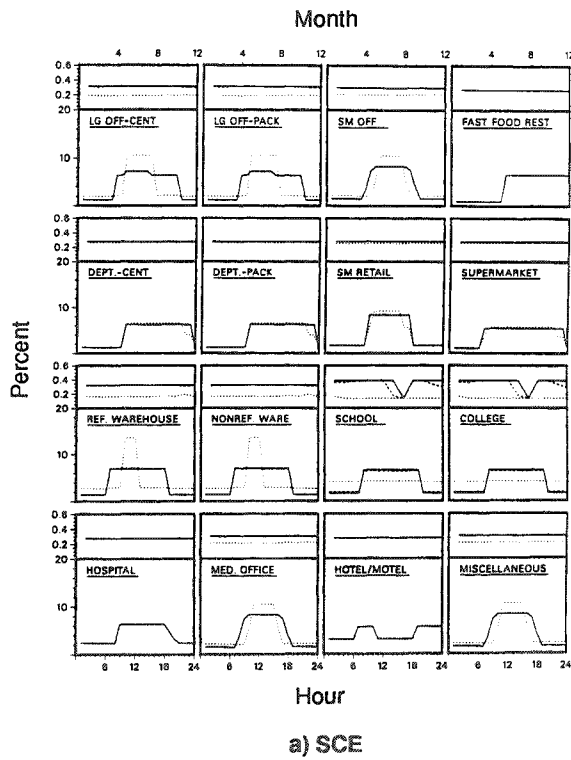 Month
4 8 12 4 8 12 4 8 12 4 8 12
0.6
0.4
0.2
20
LG OFF-CENT LG OFF-PACK SM OFF FAST FOOD REST
10
0.6
0.4
0.2
20
DEPT.-CENT DEPT.-PACK SM RETAIL SUPERMARKET
10
Percent
0.6
0.4
0.2
20
REF. WAREHOUSE NONREF. WARE SCHOOL COLLEGE
10
0.6
0.4
0.2
20
HOSPITAL MED. OFFICE HOTEL/MOTEL MISCELLANEOUS
10
6 12 18 24 6 12 18 24 6 12 18 24 6 12 18 24
Hour
a) SCE